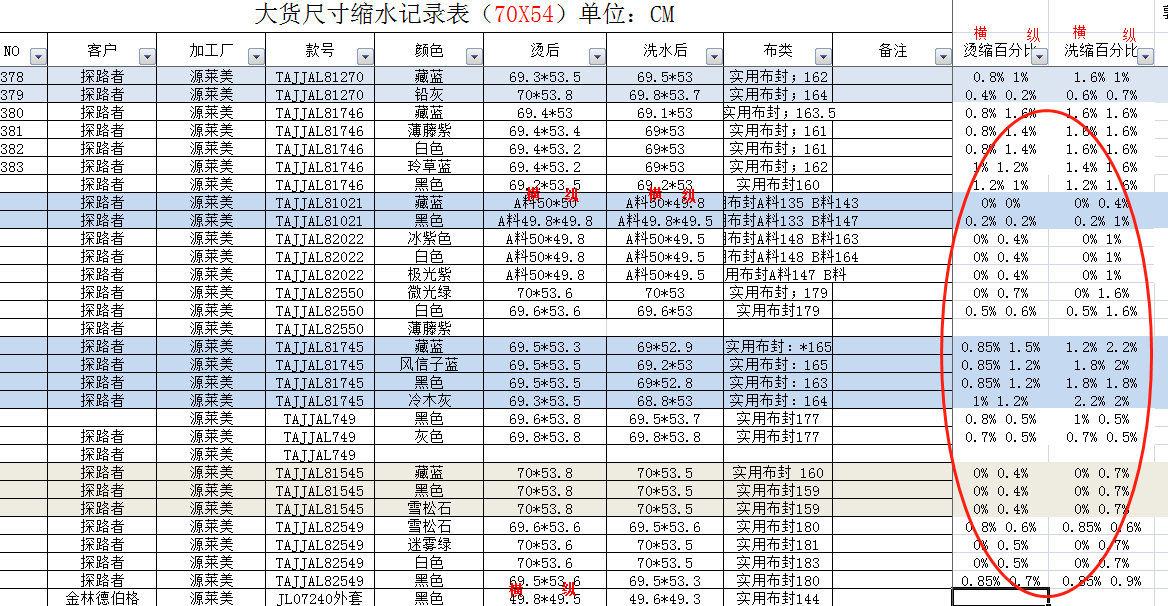 大货尺寸缩水记录表（70X54）单位：CM
横 纵 横 纵
NO 客户 加工厂 款号 颜色 烫后 洗水后 布类 备注 烫缩百分比 洗缩百分比
378 探路者 源莱美 TAJJAL81270 藏蓝 69.3*53.5 69.5*53 实用布封；162 0.8% 1% 1.6% 1%
379 探路者 源莱美 TAJJAL81270 铅灰 70*53.8 69.8*53.7 实用布封；164 0.4% 0.2% 0.6% 0.7%
380 探路者 源莱美 TAJJAL81746 藏蓝 69.4*53 69.1*53 实用布封；163.5 0.8% 1.6% 1.6% 1.6%
381 探路者 源莱美 TAJJAL81746 薄藤紫 69.4*53.4 69*53 实用布封；161 0.8% 1.4% 1.6% 1.6%
382 探路者 源莱美 TAJJAL81746 白色 69.4*53.2 69*53 实用布封；161 0.8% 1.4% 1.6% 1.6%
383 探路者 源莱美 TAJJAL81746 玲草蓝 69.4*53.2 69*53 实用布封；162 1% 1.2% 1.4% 1.6%
探路者 源莱美 TAJJAL81746 黑色 69.2*53.5 69.2*53 实用布封160 1.2% 1% 1.2% 1.6%
横 纵 横 纵
探路者 源莱美 TAJJAL81021 藏蓝 A料50*50 A料50*49.8 布封A料135 B料143 0% 0% 0% 0.4%
探路者 源莱美 TAJJAL81021 黑色 A料49.8*49.8 A料49.8*49.5 布封A料133 B料147 0.2% 0.2% 0.2% 1%
探路者 源莱美 TAJJAL82022 冰紫色 A料50*49.8 A料50*49.5 布封A料148 B料163 0% 0.4% 0% 1%
探路者 源莱美 TAJJAL82022 白色 A料50*49.8 A料50*49.5 布封A料148 B料164 0% 0.4% 0% 1%
探路者 源莱美 TAJJAL82022 极光紫 A料50*49.8 A料50*49.5 用布封A料147 B料 0% 0.4% 0% 1%
探路者 源莱美 TAJJAL82550 微光绿 70*53.6 70*53 实用布封；179 0% 0.7% 0% 1.6%
探路者 源莱美 TAJJAL82550 白色 69.6*53.6 69.6*53 实用布封179 0.5% 0.6% 0.5% 1.6%
探路者 源莱美 TAJJAL82550 薄藤紫
探路者 源莱美 TAJJAL81745 藏蓝 69.5*53.3 69*52.9 实用布封：*165 0.85% 1.5% 1.2% 2.2%
探路者 源莱美 TAJJAL81745 风信子蓝 69.5*53.5 69.2*53 实用布封：165 0.85% 1.2% 1.8% 2%
探路者 源莱美 TAJJAL81745 黑色 69.5*53.5 69*52.8 实用布封：163 0.85% 1.2% 1.8% 1.8%
探路者 源莱美 TAJJAL81745 冷木灰 69.3*53.5 68.8*53 实用布封：164 1% 1.2% 2.2% 2%
源莱美 TAJJAL749 黑色 69.6*53.8 69.5*53.7 实用布封177 0.8% 0.5% 1% 0.5%
探路者 源莱美 TAJJAL749 灰色 69.8*53.8 69.8*53.8 实用布封177 0.7% 0.5% 0.7% 0.5%
探路者 源莱美 TAJJAL749
探路者 源莱美 TAJJAL81545 藏蓝 70*53.8 70*53.5 实用布封 160 0% 0.4% 0% 0.7%
探路者 源莱美 TAJJAL81545 黑色 70*53.8 70*53.5 实用布封159 0% 0.4% 0% 0.7%
探路者 源莱美 TAJJAL81545 雪松石 70*53.8 70*53.5 实用布封159 0% 0.4% 0% 0.7%
探路者 源莱美 TAJJAL82549 雪松石 69.6*53.6 69.5*53.6 实用布封180 0.8% 0.6% 0.85% 0.6%
探路者 源莱美 TAJJAL82549 迷雾绿 70*53.6 70*53.5 实用布封181 0% 0.5% 0% 0.7%
探路者 源莱美 TAJJAL82549 白色 70*53.6 70*53.5 实用布封183 0% 0.5% 0% 0.7%
探路者 源莱美 TAJJAL82549 黑色 69.5*53.6 69.5*53.3 实用布封180 0.85% 0.7% 0.85% 0.9%
横 纵
金林德伯格 源莱美 JL07240外套 黑色 49.8*49.5 49.6*49.3 实用布封144